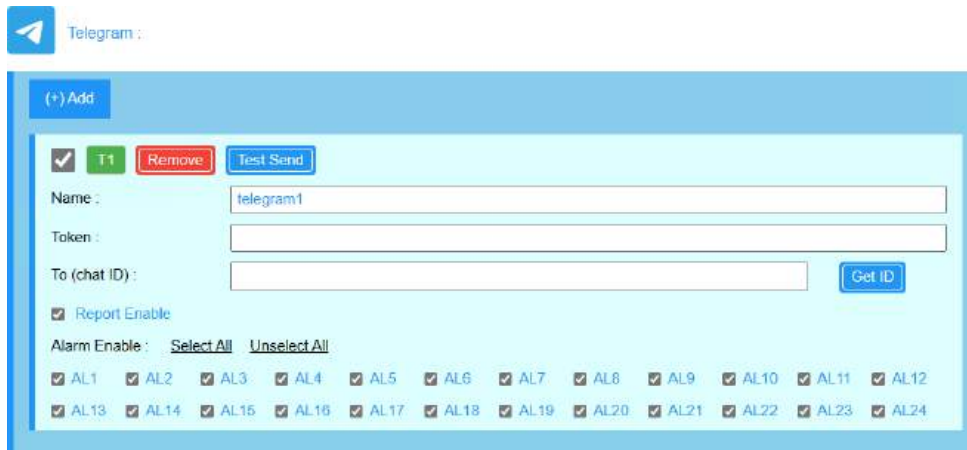 Telegram :
(+) Add
T1 Remove Test Send
Name : telegram1
Token :
To (chat ID) : Get ID
Report Enable
Alarm Enable : Select All Unselect All
AL1 AL2 AL3 AL4 AL5 AL6 AL7 AL8 AL9 AL10 AL11 AL12
AL13 AL14 AL15 AL16 AL17 AL18 AL19 AL20 AL21 AL22 AL23 AL24